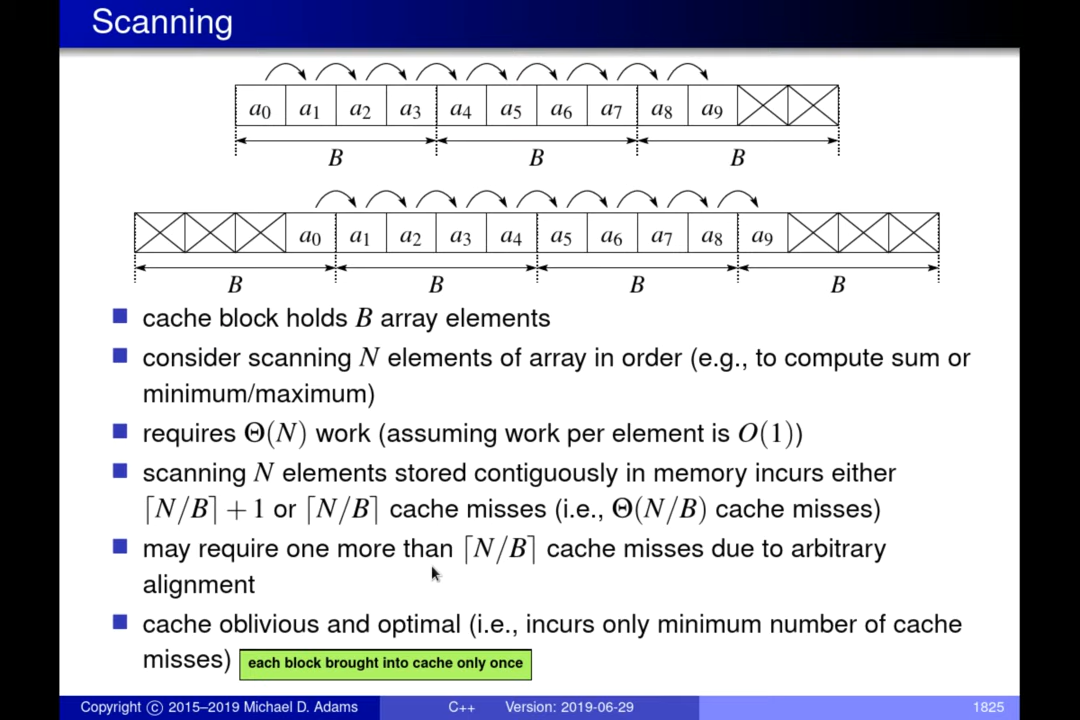 Scanning
a0 a1 a2 a3 a4 a5 a6 a7 a8 a9
B B B
a0 a1 a2 a3 a4 a5 a6 a7 a8 a9
B B B B
cache block holds B array elements
consider scanning N elements of array in order (e.g., to compute sum or
minimum/maximum)
requires Θ(N) work (assuming work per element is O(1))
scanning N elements stored contiguously in memory incurs either
⌈N/B⌉ + 1 or ⌈N/B⌉ cache misses (i.e., Θ(N/B) cache misses)
may require one more than ⌈N/B⌉ cache misses due to arbitrary
alignment
cache oblivious and optimal (i.e., incurs only minimum number of cache
misses) each block brought into cache only once
Copyright © 2015–2019 Michael D. Adams C++ Version: 2019-06-29 1825